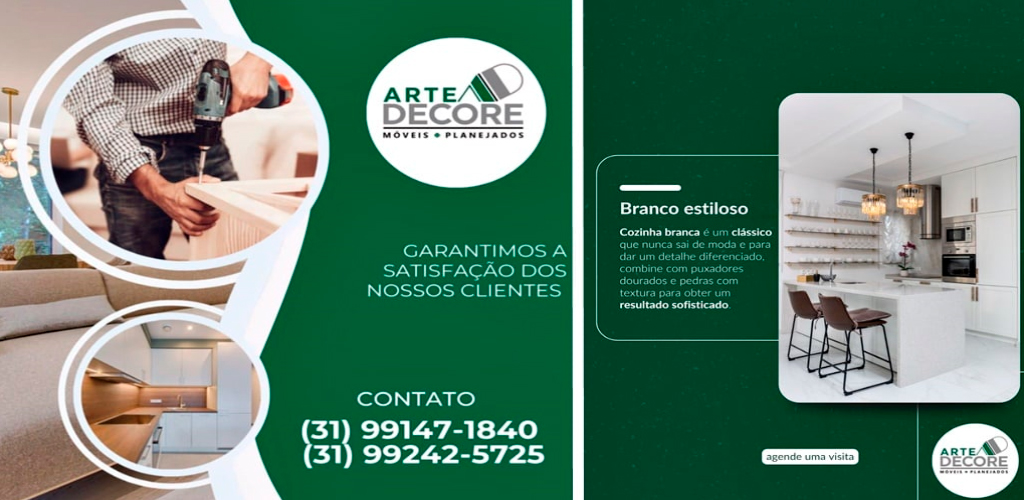 ARTE
DECORE
MÓVEIS • PLANEJADOS
GARANTIMOS A
SATISFAÇÃO DOS
NOSSOS CLIENTES
CONTATO
(31) 99147-1840
(31) 99242-5725
Branco estiloso
Cozinha branca é um clássico
que nunca sai de moda e para
dar um detalhe diferenciado,
combine com puxadores
dourados e pedras com
textura para obter um
resultado sofisticado.
agende uma visita
ARTE
DECORE
MÓVEIS • PLANEJADOS